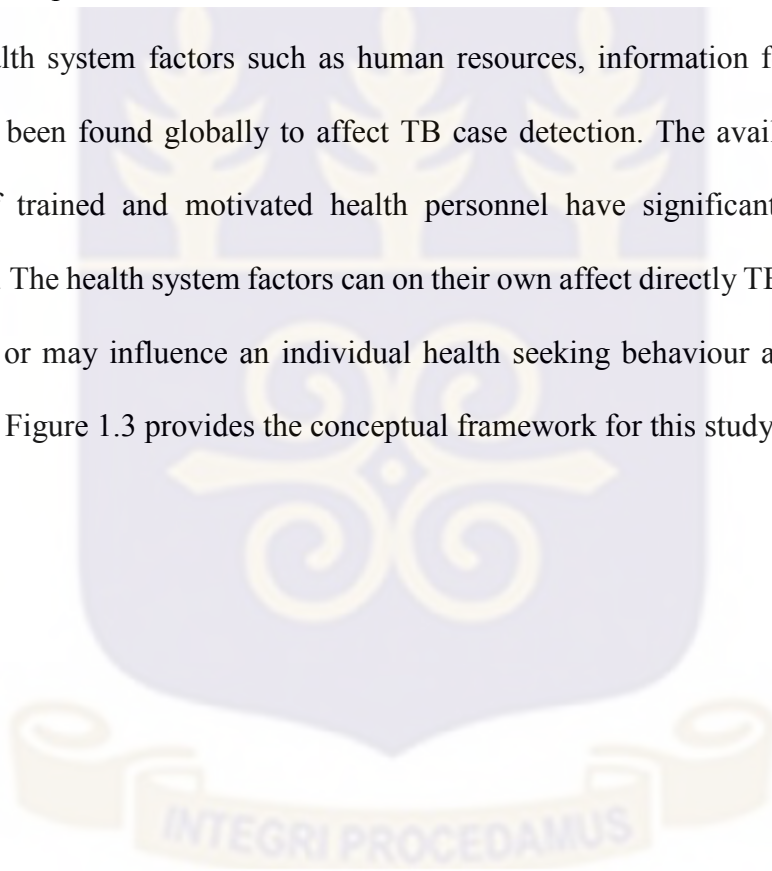 lth system factors such as human resources, information f
been found globally to affect TB case detection. The avail
trained and motivated health personnel have significant
The health system factors can on their own affect directly TB
or may influence an individual health seeking behaviour a
Figure 1.3 provides the conceptual framework for this study
INTEGRI PROCEDAMUS